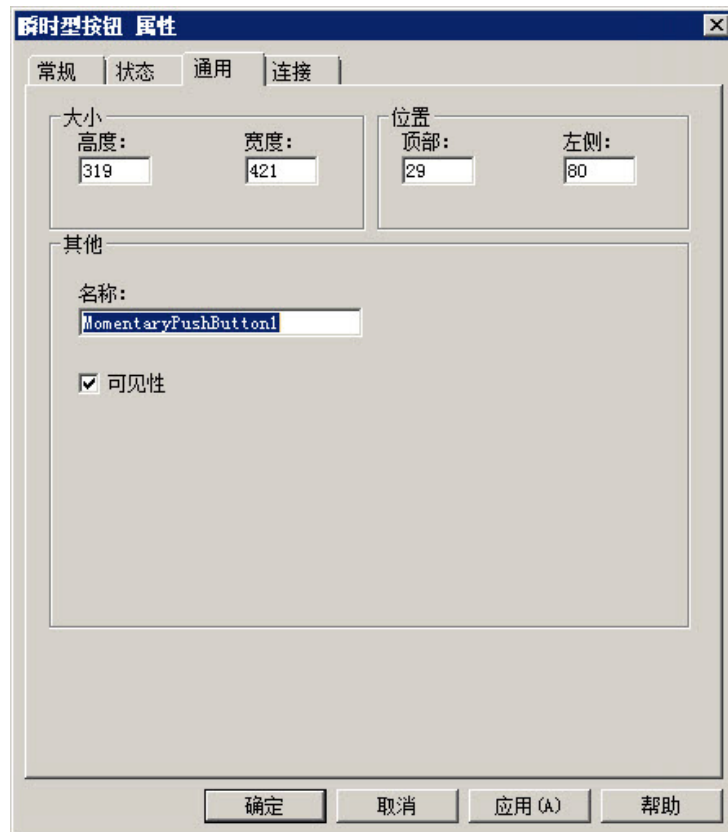 瞬时型按钮 属性
常规 状态 通用 连接
大小
高度: 宽度:
319 421
位置
顶部: 左侧:
29 80
其他
名称:
MomentaryPushButton1
可见性
确定 取消 应用(A) 帮助